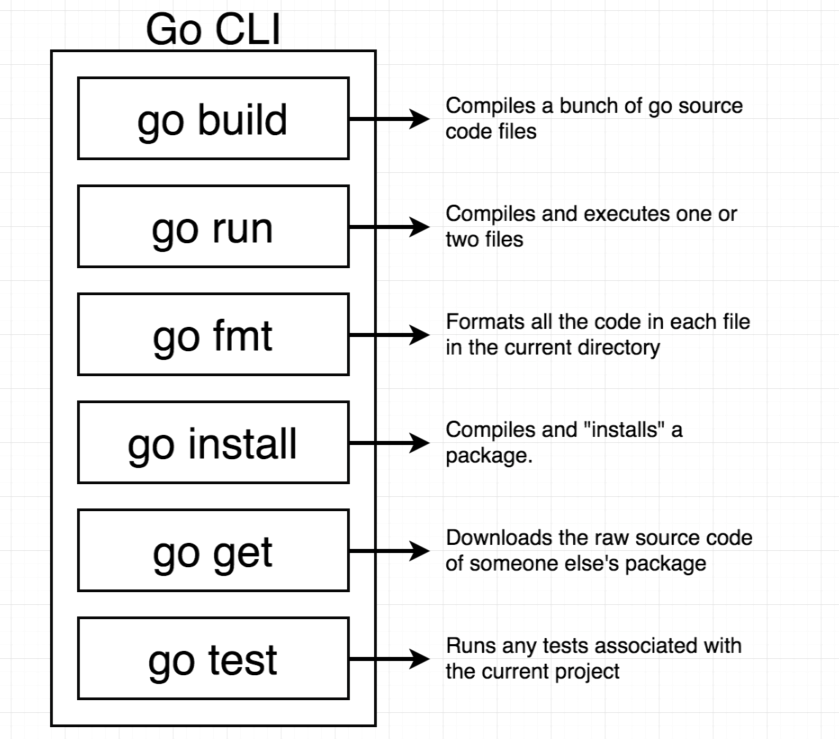 Go CLI
go build
Compiles a bunch of go source
code files
go run
Compiles and executes one or
two files
go fmt
Formats all the code in each file
in the current directory
go install
Compiles and "installs" a
package.
go get
Downloads the raw source code
of someone else's package
go test
Runs any tests associated with
the current project